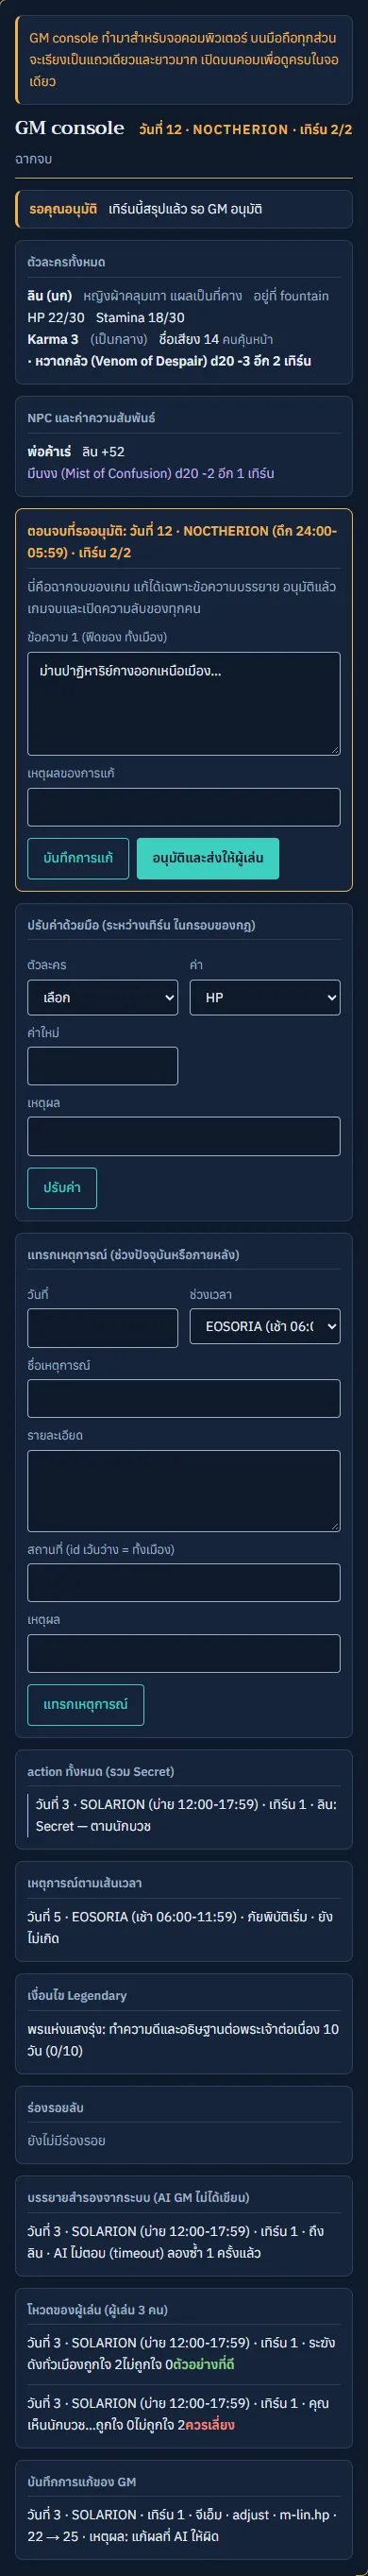 GM console ทำมาสำหรับจอคอมพิวเตอร์ บนมือถือทุกส่วน
จะเรียงเป็นแถวเดียวและยาวมาก เปิดบนคอมเพื่อดูครบในจอ
เดียว
GM console วันที่ 12 · NOCTHERION · เทิร์น 2/2
ฉากจบ
รอคุณอนุมัติ เทิร์นนี้สรุปแล้ว รอ GM อนุมัติ
ตัวละครทั้งหมด
ลิน (นก) หญิงผ้าคลุมเทา แผลเป็นที่คาง อยู่ที่ fountain
HP 22/30 Stamina 18/30
Karma 3 (เป็นกลาง) ชื่อเสียง 14 คนคุ้นหน้า
· หวาดกลัว (Venom of Despair) d20 -3 อีก 2 เทิร์น
NPC และค่าความสัมพันธ์
พ่อค้าเร่ ลิน +52
มึนงง (Mist of Confusion) d20 -2 อีก 1 เทิร์น
ตอนจบที่รออนุมัติ: วันที่ 12 · NOCTHERION (ดึก 24:00-
05:59) · เทิร์น 2/2
นี่คือฉากจบของเกม แก้ได้เฉพาะข้อความบรรยาย อนุมัติแล้ว
เกมจบและเปิดความลับของทุกคน
ข้อความ 1 (ฟีดของ ทั้งเมือง)
ม่านปาฏิหาริย์กางออกเหนือเมือง...
เหตุผลของการแก้
บันทึกการแก้ อนุมัติและส่งให้ผู้เล่น
ปรับค่าด้วยมือ (ระหว่างเทิร์น ในกรอบของกฎ)
ตัวละคร ค่า
เลือก HP
ค่าใหม่
เหตุผล
ปรับค่า
แทรกเหตุการณ์ (ช่วงปัจจุบันหรือภายหลัง)
วันที่ ช่วงเวลา
EOSORIA (เช้า 06:(
ชื่อเหตุการณ์
รายละเอียด
สถานที่ (id เว้นว่าง = ทั้งเมือง)
เหตุผล
แทรกเหตุการณ์
action ทั้งหมด (รวม Secret)
วันที่ 3 · SOLARION (บ่าย 12:00-17:59) · เทิร์น 1 · ลิน:
Secret — ตามนักบวช
เหตุการณ์ตามเส้นเวลา
วันที่ 5 · EOSORIA (เช้า 06:00-11:59) · ภัยพิบัติเริ่ม · ยัง
ไม่เกิด
เงื่อนไข Legendary
พรแห่งแสงรุ่ง: ทำความดีและอธิษฐานต่อพระเจ้าต่อเนื่อง 10
วัน (0/10)
ร่องรอยลับ
ยังไม่มีร่องรอย
บรรยายสำรองจากระบบ (AI GM ไม่ได้เขียน)
วันที่ 3 · SOLARION (บ่าย 12:00-17:59) · เทิร์น 1 · ถึง
ลิน · AI ไม่ตอบ (timeout) ลองซ้ำ 1 ครั้งแล้ว
โหวตของผู้เล่น (ผู้เล่น 3 คน)
วันที่ 3 · SOLARION (บ่าย 12:00-17:59) · เทิร์น 1 · ระฆัง
ดังทั่วเมืองถูกใจ 2ไม่ถูกใจ 0ตัวอย่างที่ดี
วันที่ 3 · SOLARION (บ่าย 12:00-17:59) · เทิร์น 1 · คุณ
เห็นนักบวช...ถูกใจ 0ไม่ถูกใจ 2ควรเลี่ยง
บันทึกการแก้ของ GM
วันที่ 3 · SOLARION · เทิร์น 1 · จีเอ็ม · adjust · m-lin.hp ·
22 → 25 · เหตุผล: แก้ผลที่ AI ให้ผิด